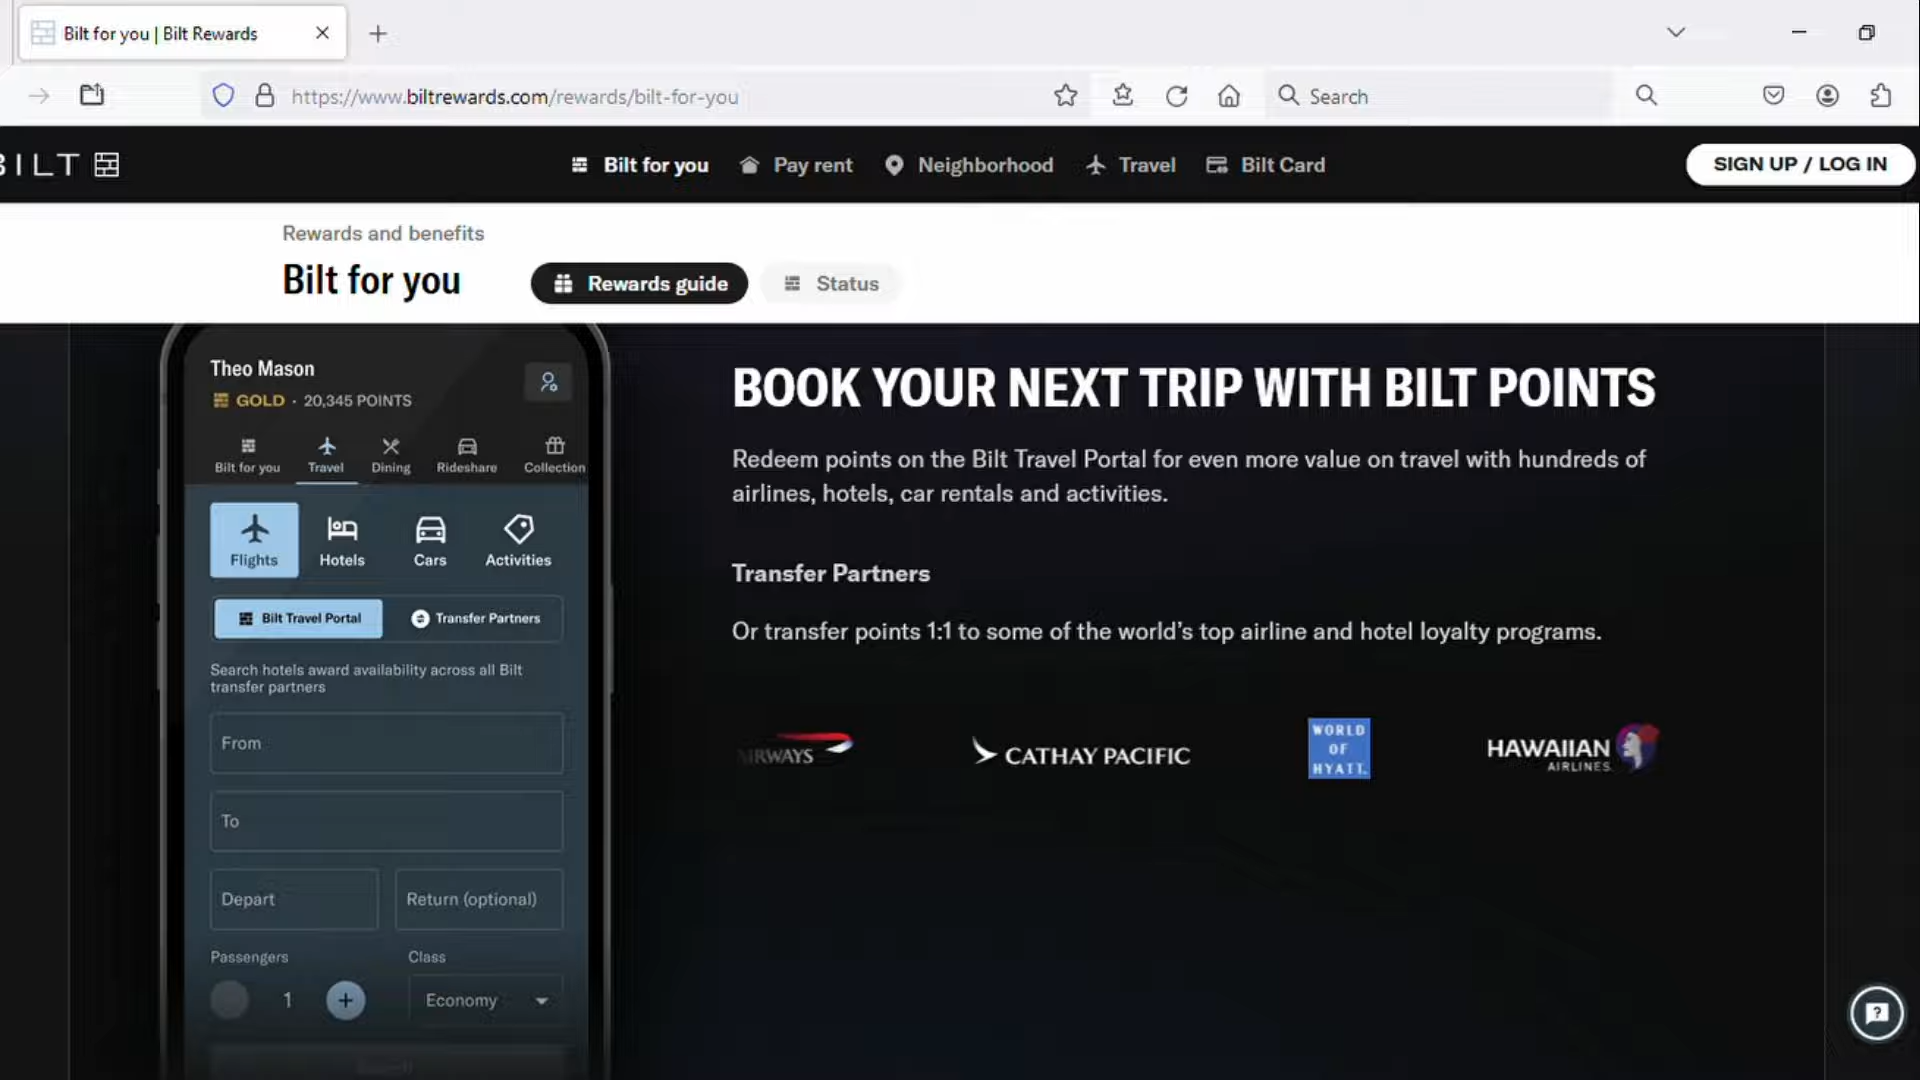 Bilt for you | Bilt Rewards
https://www.biltrewards.com/rewards/bilt-for-you
Search
BILT
Bilt for you
Pay rent
Neighborhood
Travel
Bilt Card
SIGN UP / LOG IN
Rewards and benefits
Bilt for you
Rewards guide
Status
Theo Mason
GOLD · 20,345 POINTS
Bilt for you
Travel
Dining
Rideshare
Collection
Flights
Hotels
Cars
Activities
Bilt Travel Portal
Transfer Partners
Search hotels award availability across all Bilt
transfer partners
From
To
Depart
Return (optional)
Passengers
Class
1
Economy
BOOK YOUR NEXT TRIP WITH BILT POINTS
Redeem points on the Bilt Travel Portal for even more value on travel with hundreds of
airlines, hotels, car rentals and activities.
Transfer Partners
Or transfer points 1:1 to some of the world's top airline and hotel loyalty programs.
IRWAYS
CATHAY PACIFIC
WORLD
OF
HYATT.
HAWAIIAN
AIRLINES.